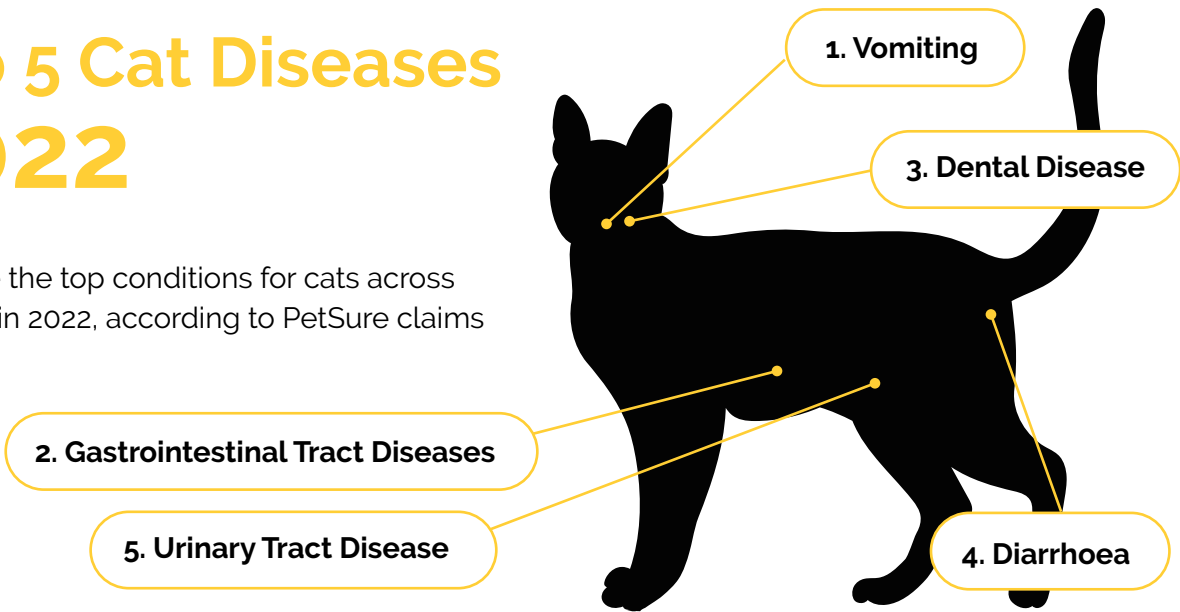 5 Cat Diseases
22
the top conditions for cats across
in 2022, according to PetSure claims
1. Vomiting
3. Dental Disease
2. Gastrointestinal Tract Diseases
5. Urinary Tract Disease
4. Diarrhoea